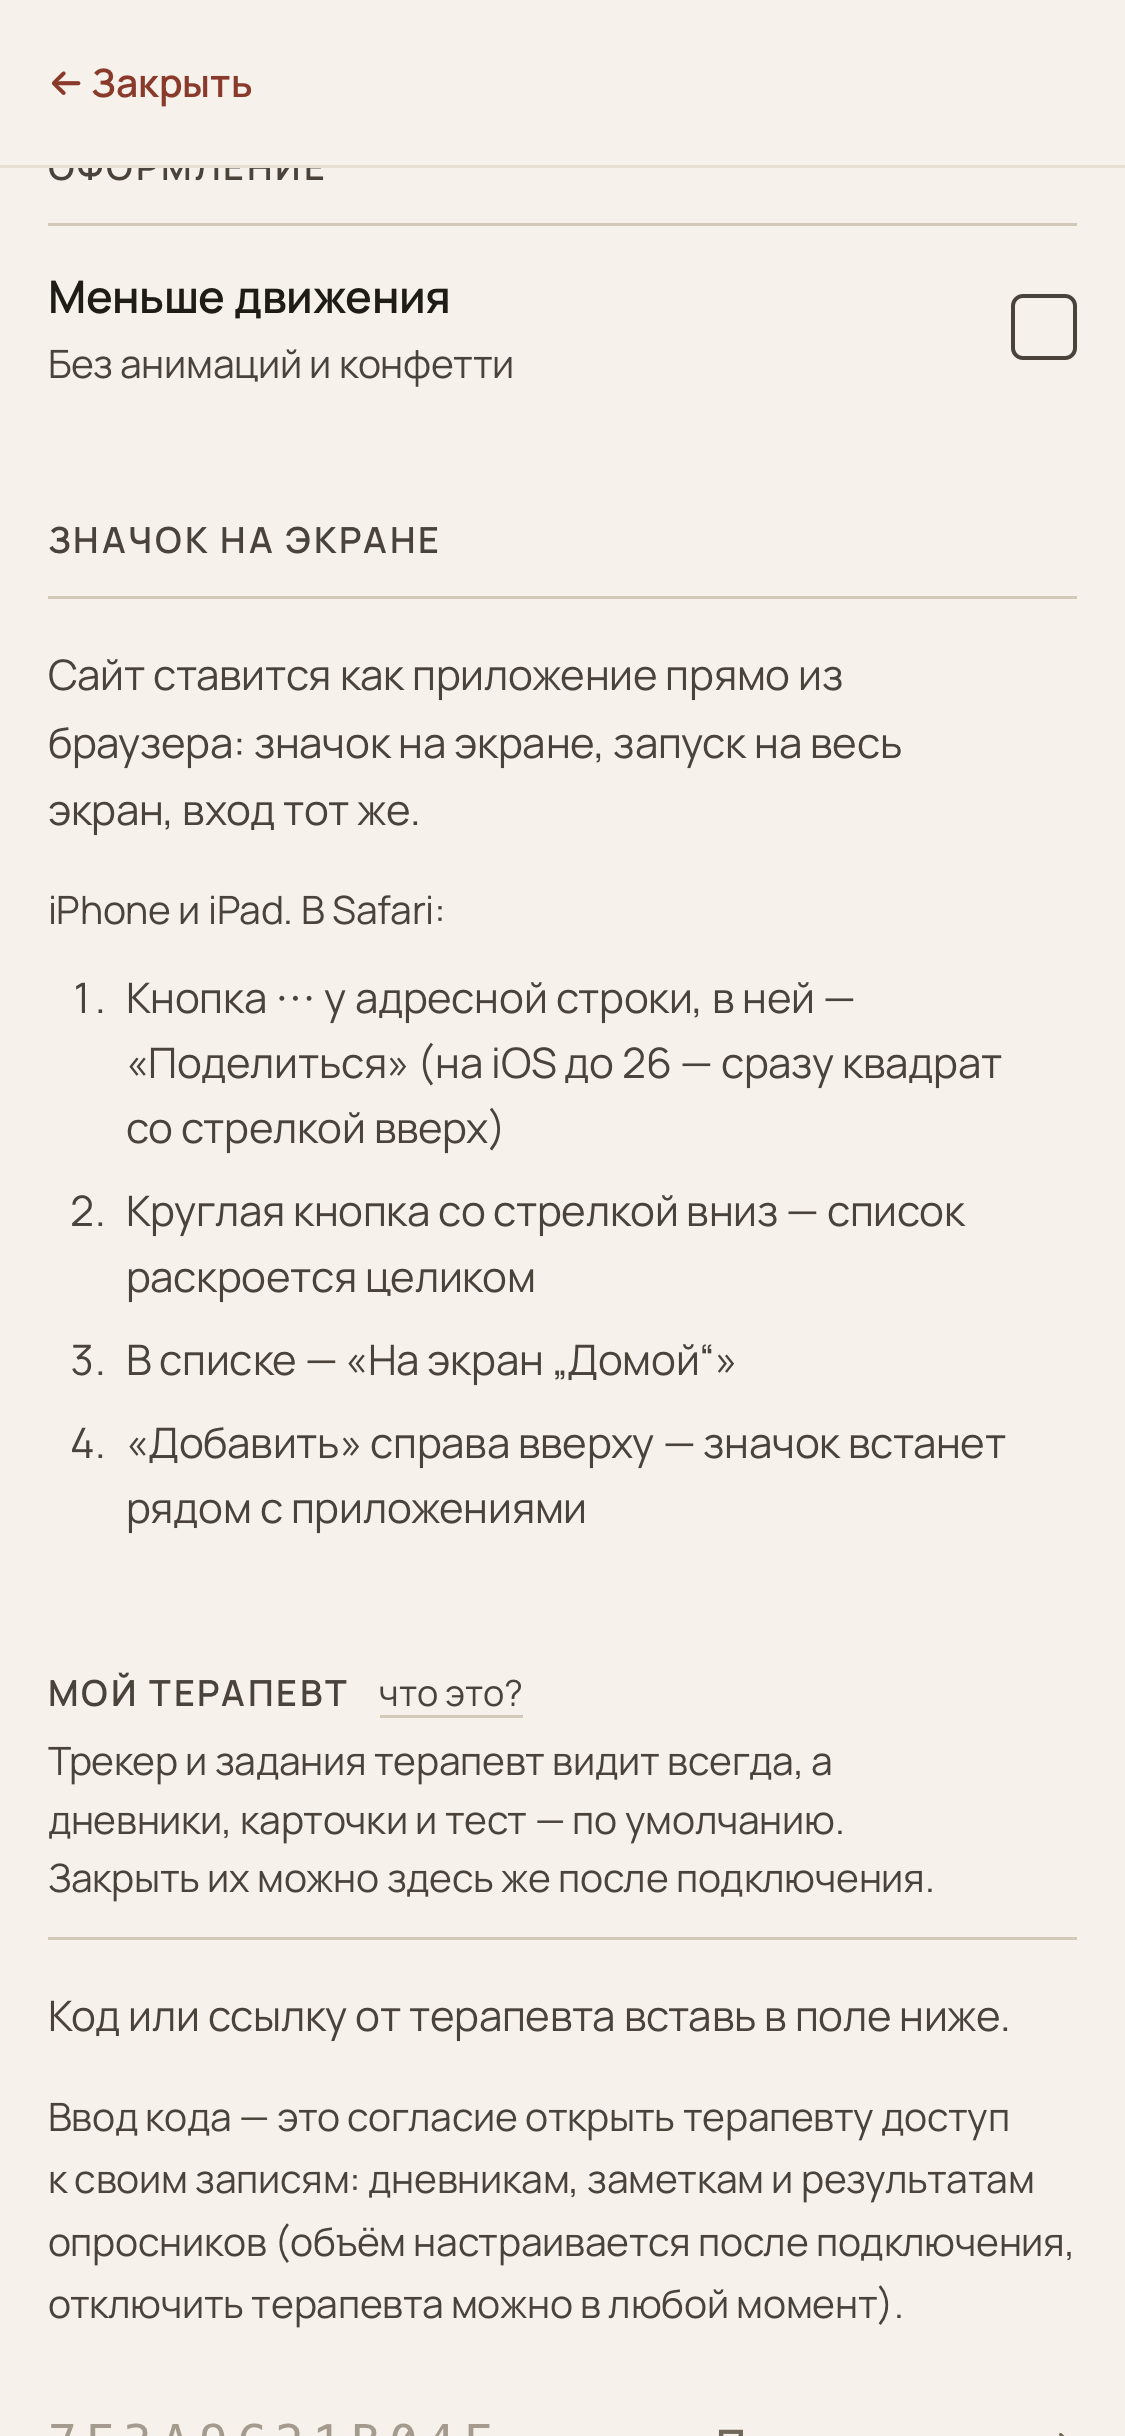 ← Закрыть
ОФОРМЛЕНИЕ
Меньше движения
Без анимаций и конфетти
ЗНАЧОК НА ЭКРАНЕ
Сайт ставится как приложение прямо из
браузера: значок на экране, запуск на весь
экран, вход тот же.
iPhone и iPad. В Safari:
1. Кнопка ··· у адресной строки, в ней —
«Поделиться» (на iOS до 26 — сразу квадрат
со стрелкой вверх)
2. Круглая кнопка со стрелкой вниз — список
раскроется целиком
3. В списке — «На экран „Домой“»
4. «Добавить» справа вверху — значок встанет
рядом с приложениями
МОЙ ТЕРАПЕВТ что это?
Трекер и задания терапевт видит всегда, а
дневники, карточки и тест — по умолчанию.
Закрыть их можно здесь же после подключения.
Код или ссылку от терапевта вставь в поле ниже.
Ввод кода — это согласие открыть терапевту доступ
к своим записям: дневникам, заметкам и результатам
опросников (объём настраивается после подключения,
отключить терапевта можно в любой момент).